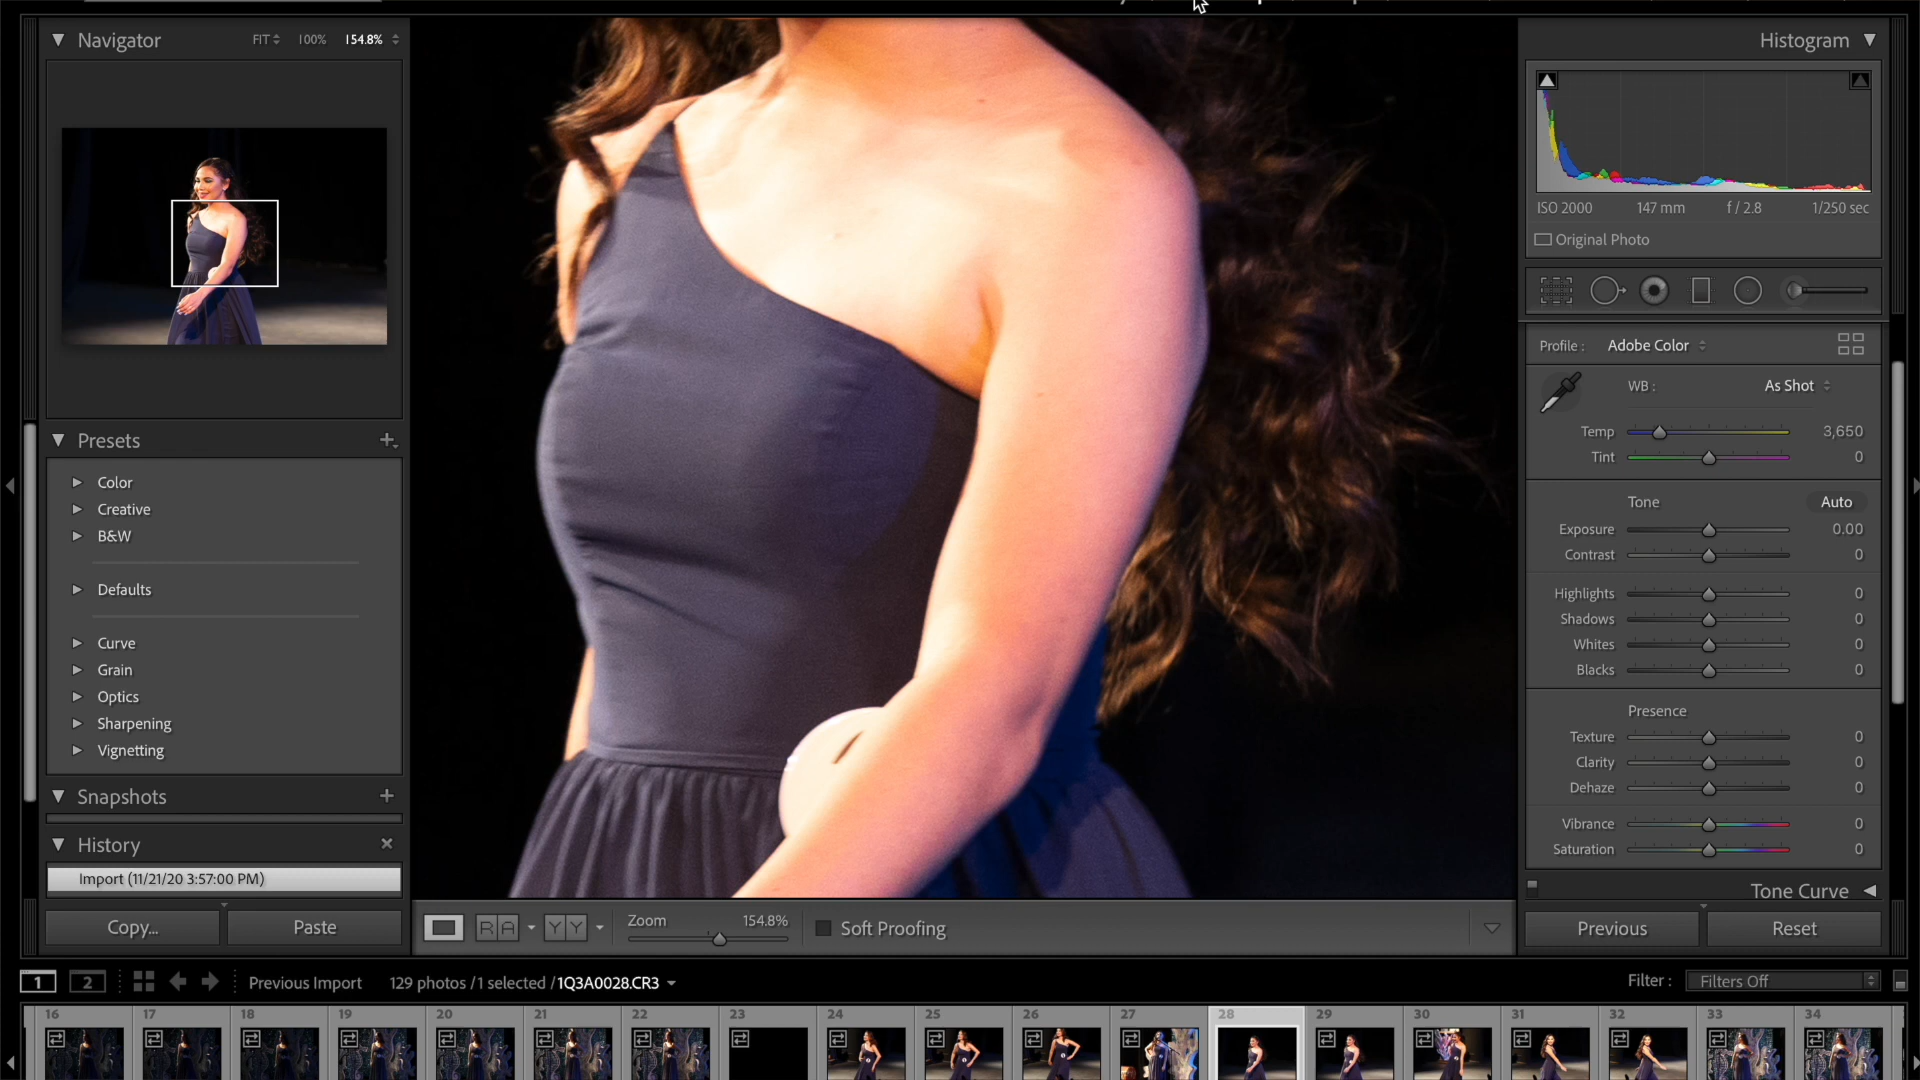 Navigator FIT 100% 154.8%
Presets
Color
Creative
B&W
Defaults
Curve
Grain
Optics
Sharpening
Vignetting
Snapshots
History
Import (11/21/20 3:57:00 PM)
Copy...
Paste
R A
Y Y
Zoom 154.8%
Soft Proofing
Histogram
ISO 2000 147 mm f / 2.8 1/250 sec
Original Photo
Profile : Adobe Color
WB : As Shot
Temp 3,650
Tint 0
Tone Auto
Exposure 0.00
Contrast 0
Highlights 0
Shadows 0
Whites 0
Blacks 0
Presence
Texture 0
Clarity 0
Dehaze 0
Vibrance 0
Saturation 0
Tone Curve
Previous
Reset
1 2 Previous Import 129 photos / 1 selected / 1Q3A0028.CR3 Filter : Filters Off
16 17 18 19 20 21 22 23 24 25 26 27 28 29 30 31 32 33 34